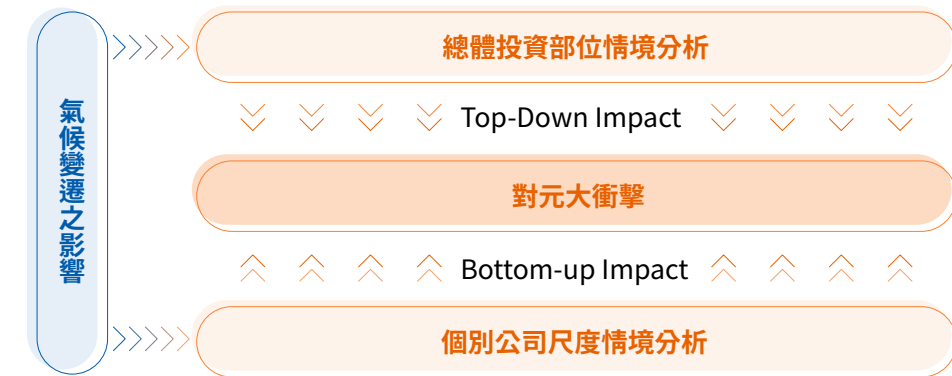 氣候變遷之影響
總體投資部位情境分析
Top-Down Impact
對元大衝擊
Bottom-up Impact
個別公司尺度情境分析